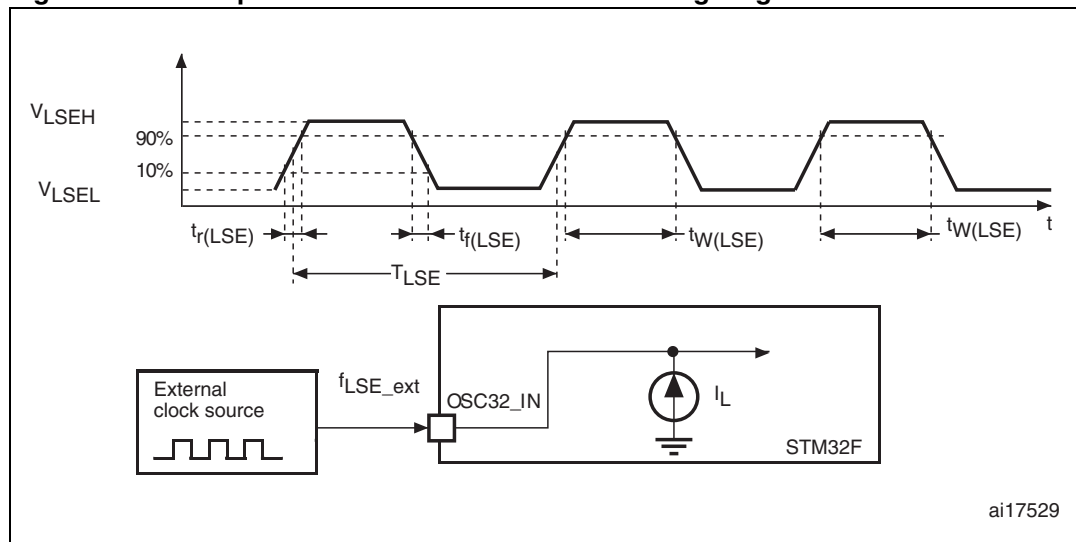 VLSEH
90%
10%
VLSEL
tr(LSE)
tf(LSE)
tW(LSE)
tW(LSE)
t
TLSE
External
clock source
fLSE_ext
OSC32_IN
IL
STM32F
ai17529